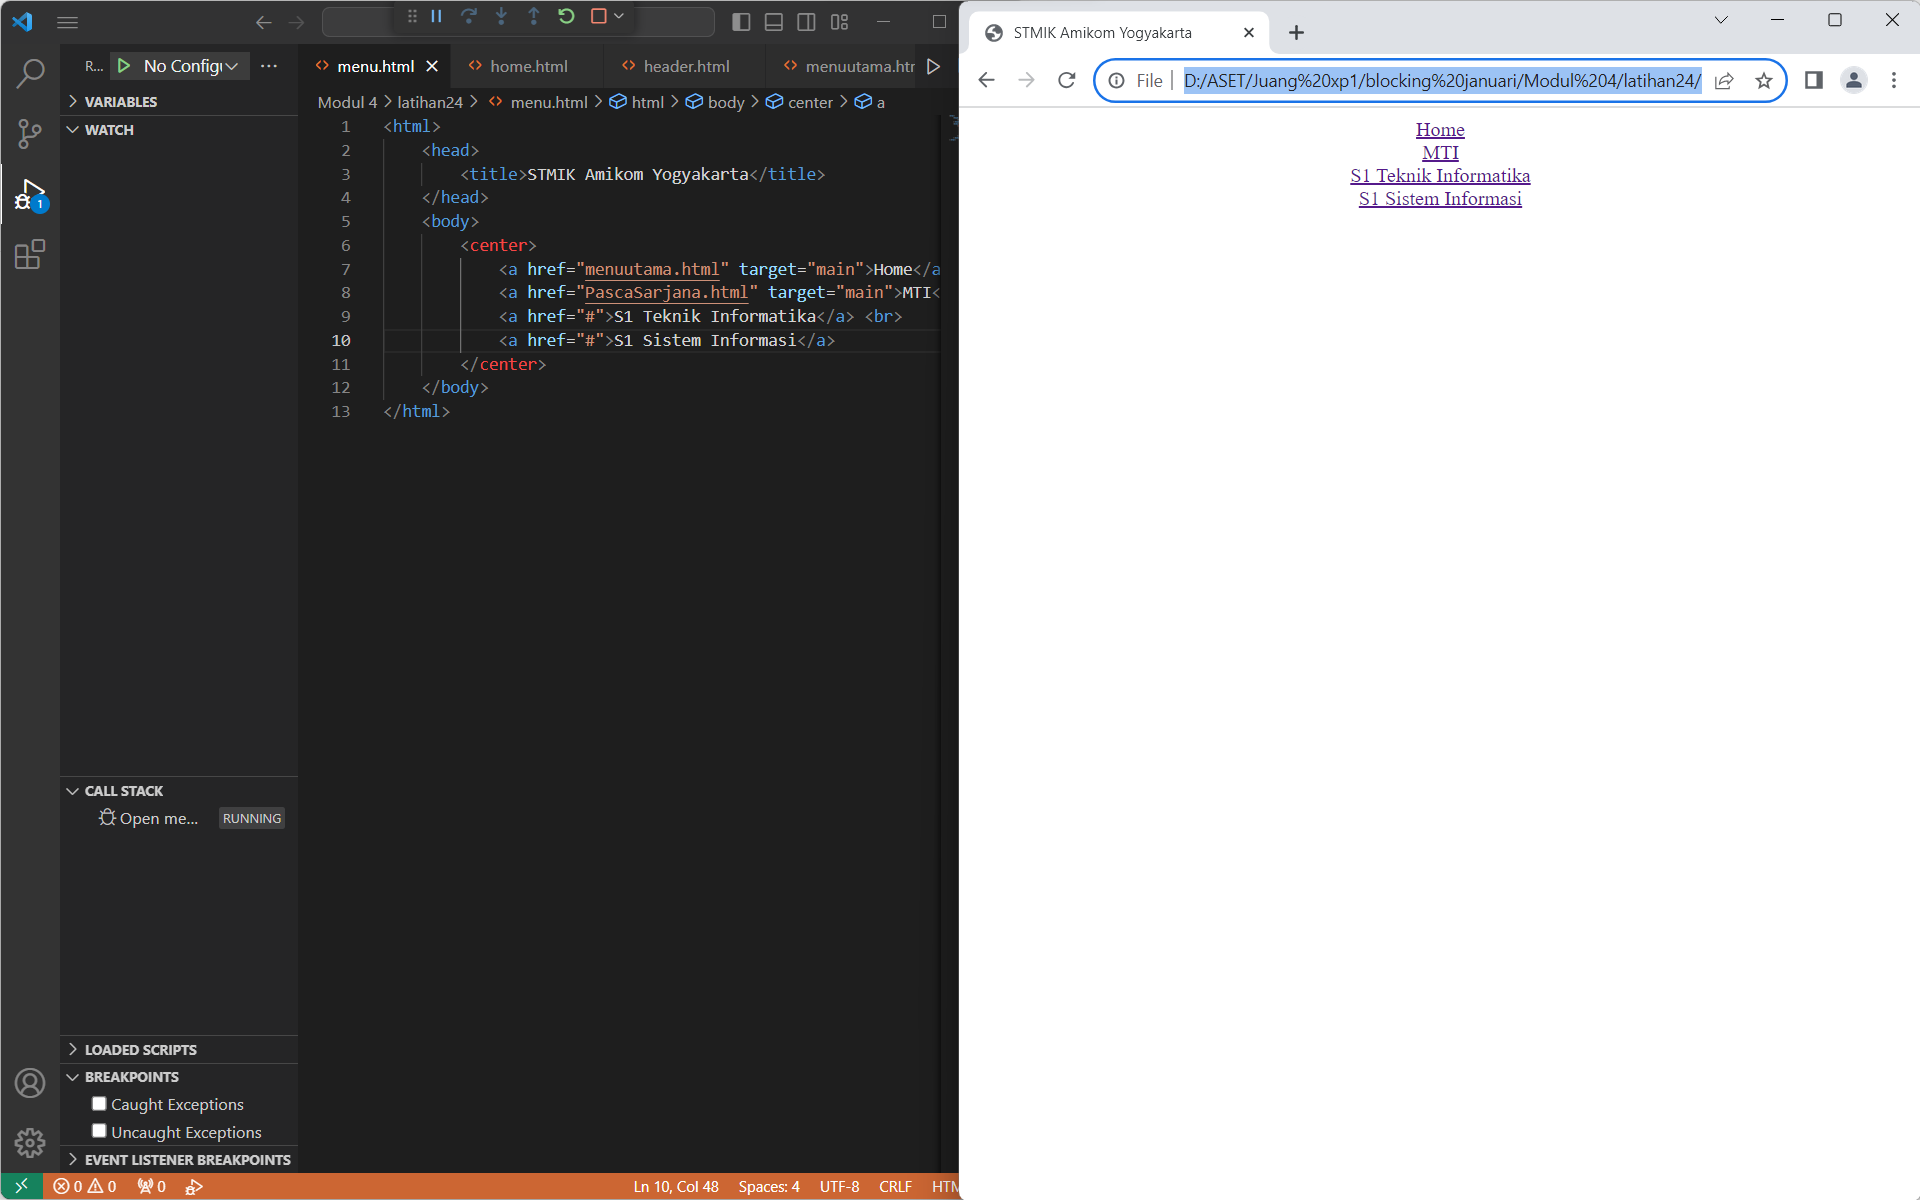 R... No Config
VARIABLES
WATCH
CALL STACK
Open me... RUNNING
LOADED SCRIPTS
BREAKPOINTS
Caught Exceptions
Uncaught Exceptions
EVENT LISTENER BREAKPOINTS
1
menu.html home.html header.html menuutama.htr
Modul 4 > latihan24 > menu.html > html > body > center > a
1 <html>
2 <head>
3 <title>STMIK Amikom Yogyakarta</title>
4 </head>
5 <body>
6 <center>
7 <a href="menuutama.html" target="main">Home</a
8 <a href="PascaSarjana.html" target="main">MTI<
9 <a href="#">S1 Teknik Informatika</a> <br>
10 <a href="#">S1 Sistem Informasi</a>
11 </center>
12 </body>
13 </html>
0 0 0 Ln 10, Col 48 Spaces: 4 UTF-8 CRLF HTM
STMIK Amikom Yogyakarta
File D:/ASET/Juang%20xp1/blocking%20januari/Modul%204/latihan24/
Home
MTI
S1 Teknik Informatika
S1 Sistem Informasi